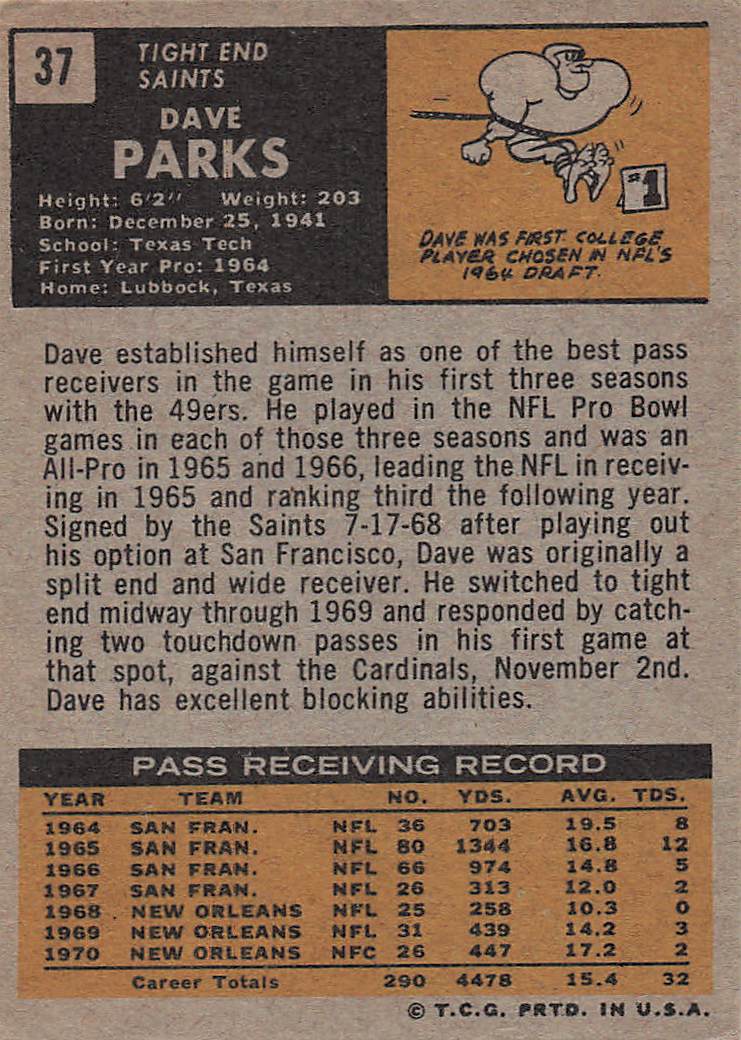 37
TIGHT END
SAINTS
DAVE
PARKS
Height: 6'2" Weight: 203
Born: December 25, 1941
School: Texas Tech
First Year Pro: 1964
Home: Lubbock, Texas
#1
DAVE WAS FIRST COLLEGE
PLAYER CHOSEN IN NFL'S
1964 DRAFT.
Dave established himself as one of the best pass
receivers in the game in his first three seasons
with the 49ers. He played in the NFL Pro Bowl
games in each of those three seasons and was an
All-Pro in 1965 and 1966, leading the NFL in receiv-
ing in 1965 and ranking third the following year.
Signed by the Saints 7-17-68 after playing out
his option at San Francisco, Dave was originally a
split end and wide receiver. He switched to tight
end midway through 1969 and responded by catch-
ing two touchdown passes in his first game at
that spot, against the Cardinals, November 2nd.
Dave has excellent blocking abilities.
PASS RECEIVING RECORD
YEAR TEAM NO. YDS. AVG. TDS.
1964 SAN FRAN. NFL 36 703 19.5 8
1965 SAN FRAN. NFL 80 1344 16.8 12
1966 SAN FRAN. NFL 66 974 14.8 5
1967 SAN FRAN. NFL 26 313 12.0 2
1968 NEW ORLEANS NFL 25 258 10.3 0
1969 NEW ORLEANS NFL 31 439 14.2 3
1970 NEW ORLEANS NFC 26 447 17.2 2
Career Totals 290 4478 15.4 32
© T.C.G. PRTD. IN U.S.A.